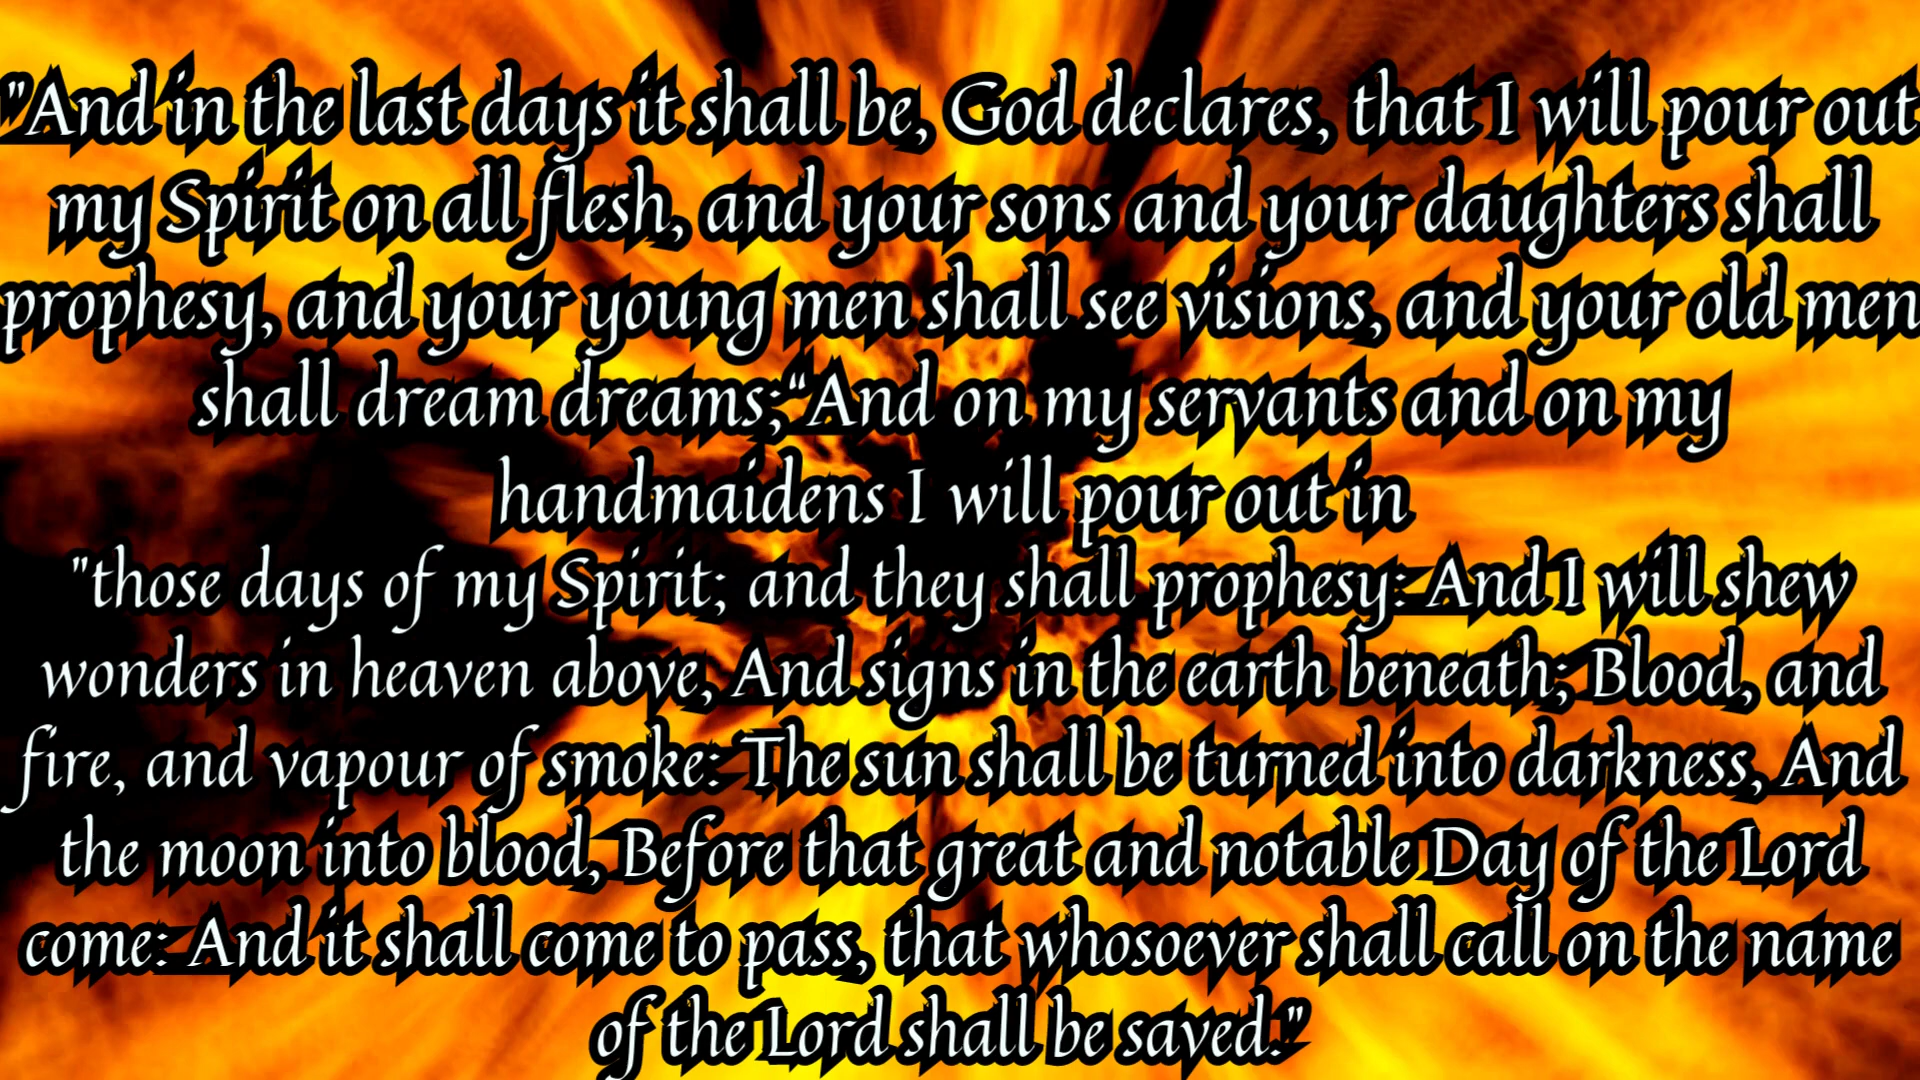 "And in the last days it shall be, God declares, that I will pour out
my Spirit on all flesh, and your sons and your daughters shall
prophesy, and your young men shall see visions, and your old men
shall dream dreams;“And on my servants and on my
handmaidens I will pour out in
"those days of my Spirit; and they shall prophesy: And I will shew
wonders in heaven above, And signs in the earth beneath; Blood, and
fire, and vapour of smoke: The sun shall be turned into darkness, And
the moon into blood, Before that great and notable Day of the Lord
come: And it shall come to pass, that whosoever shall call on the name
of the Lord shall be saved."